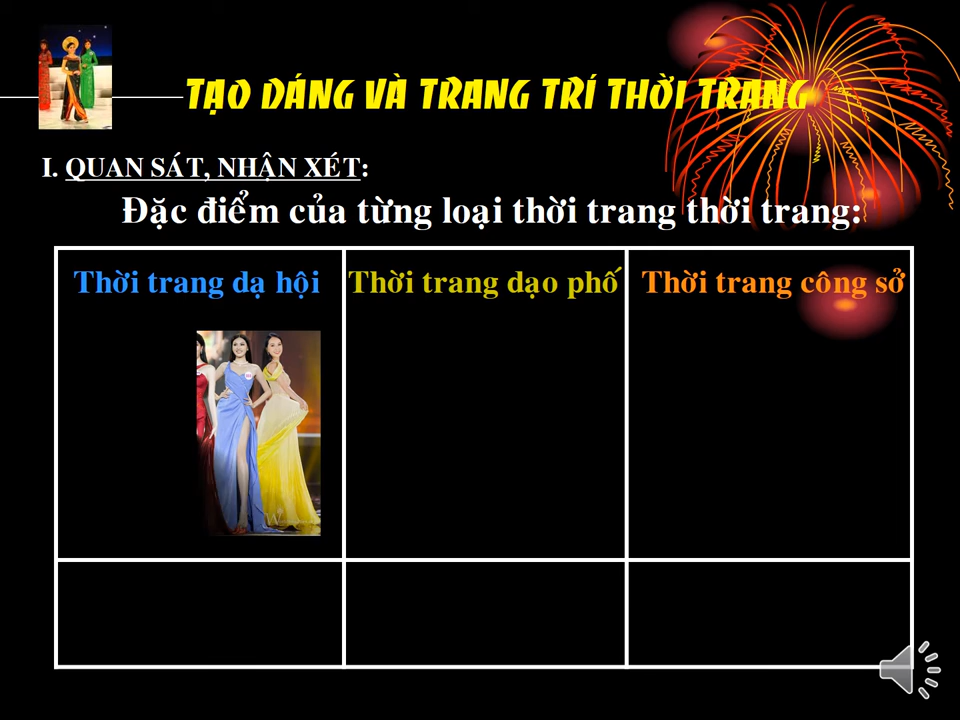 TẠO DÁNG VÀ TRANG TRÍ THỜI TRANG
I. QUAN SÁT, NHẬN XÉT:
Đặc điểm của từng loại thời trang thời trang:
Thời trang dạ hội
Thời trang dạo phố
Thời trang công sở